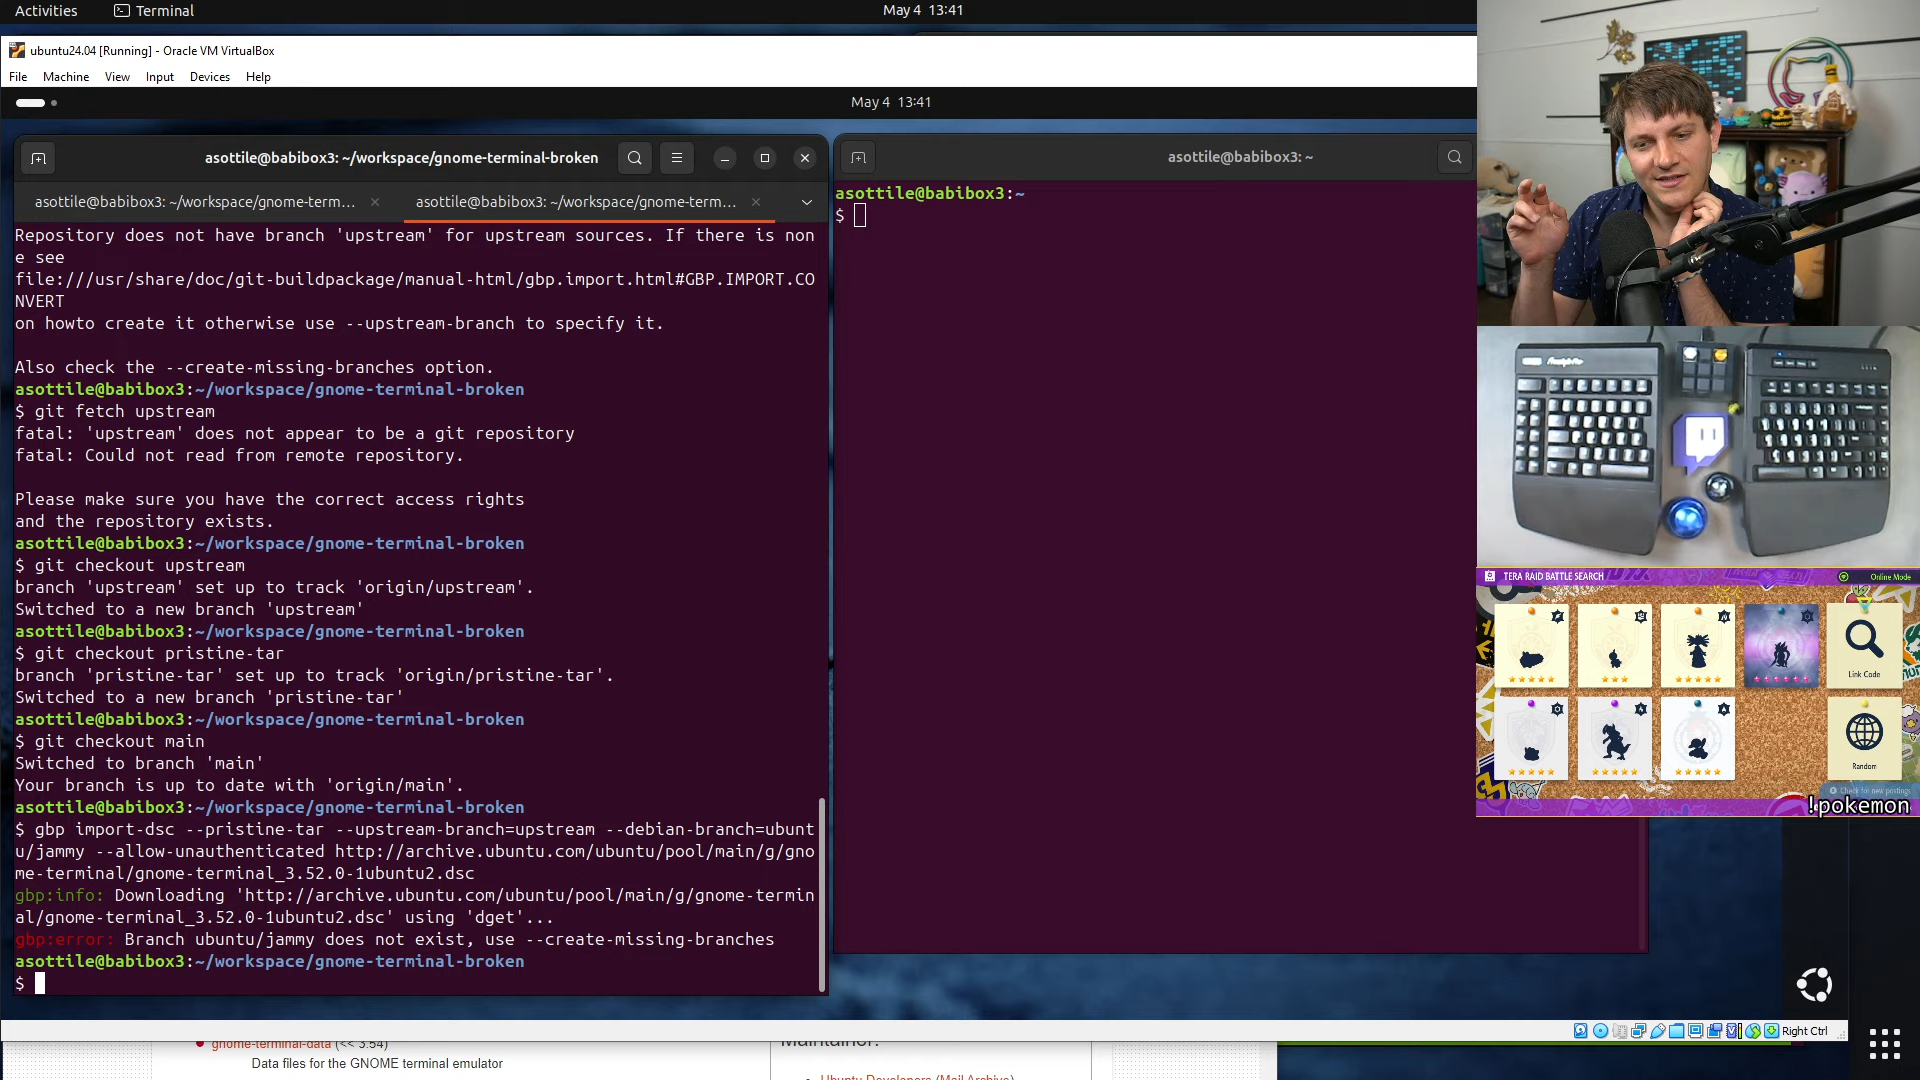 Activities
Terminal
May 4 13:41
ubuntu24.04 [Running] - Oracle VM VirtualBox
File Machine View Input Devices Help
May 4 13:41
asottile@babibox3: ~/workspace/gnome-terminal-broken
asottile@babibox3: ~/workspace/gnome-term...
asottile@babibox3: ~/workspace/gnome-term...
Repository does not have branch 'upstream' for upstream sources. If there is non
e see
file:///usr/share/doc/git-buildpackage/manual-html/gbp.import.html#GBP.IMPORT.CO
NVERT
on howto create it otherwise use --upstream-branch to specify it.
Also check the --create-missing-branches option.
asottile@babibox3:~/workspace/gnome-terminal-broken
$ git fetch upstream
fatal: 'upstream' does not appear to be a git repository
fatal: Could not read from remote repository.
Please make sure you have the correct access rights
and the repository exists.
asottile@babibox3:~/workspace/gnome-terminal-broken
$ git checkout upstream
branch 'upstream' set up to track 'origin/upstream'.
Switched to a new branch 'upstream'
asottile@babibox3:~/workspace/gnome-terminal-broken
$ git checkout pristine-tar
branch 'pristine-tar' set up to track 'origin/pristine-tar'.
Switched to a new branch 'pristine-tar'
asottile@babibox3:~/workspace/gnome-terminal-broken
$ git checkout main
Switched to branch 'main'
Your branch is up to date with 'origin/main'.
asottile@babibox3:~/workspace/gnome-terminal-broken
$ gbp import-dsc --pristine-tar --upstream-branch=upstream --debian-branch=ubunt
u/jammy --allow-unauthenticated http://archive.ubuntu.com/ubuntu/pool/main/g/gno
me-terminal/gnome-terminal_3.52.0-1ubuntu2.dsc
gbp:info: Downloading 'http://archive.ubuntu.com/ubuntu/pool/main/g/gnome-termin
al/gnome-terminal_3.52.0-1ubuntu2.dsc' using 'dget'...
gbp:error: Branch ubuntu/jammy does not exist, use --create-missing-branches
asottile@babibox3:~/workspace/gnome-terminal-broken
$
asottile@babibox3: ~
asottile@babibox3:~
$
TERA RAID BATTLE SEARCH
Online Mode
Link Code
Random
Check for new postings
!pokemon
Right Ctrl
gnome-terminal-data (<< 3.54)
Data files for the GNOME terminal emulator
Maintainer:
Ubuntu Developers (Mail Archive)